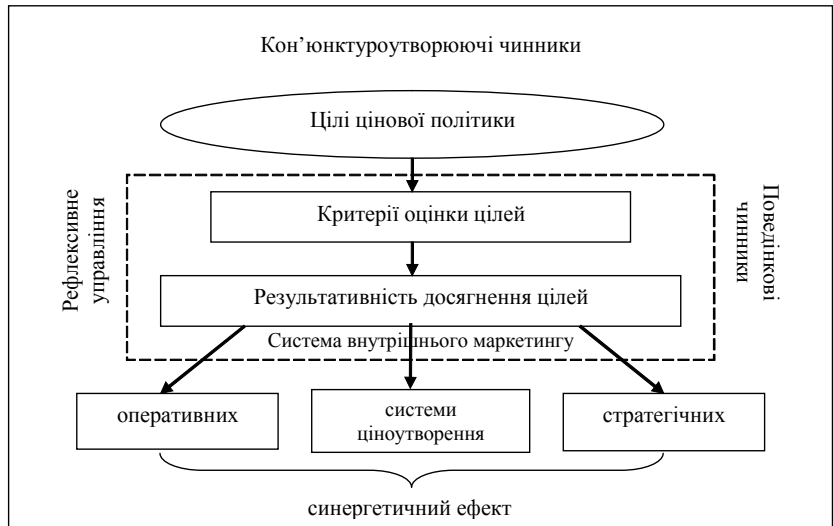 Кон’юнктуроутворюючі чинники
Цілі цінової політики
Рефлексивне
управління
Критерії оцінки цілей
Поведінкові
чинники
Результативність досягнення цілей
Система внутрішнього маркетингу
оперативних
системи
ціноутворення
стратегічних
синергетичний ефект